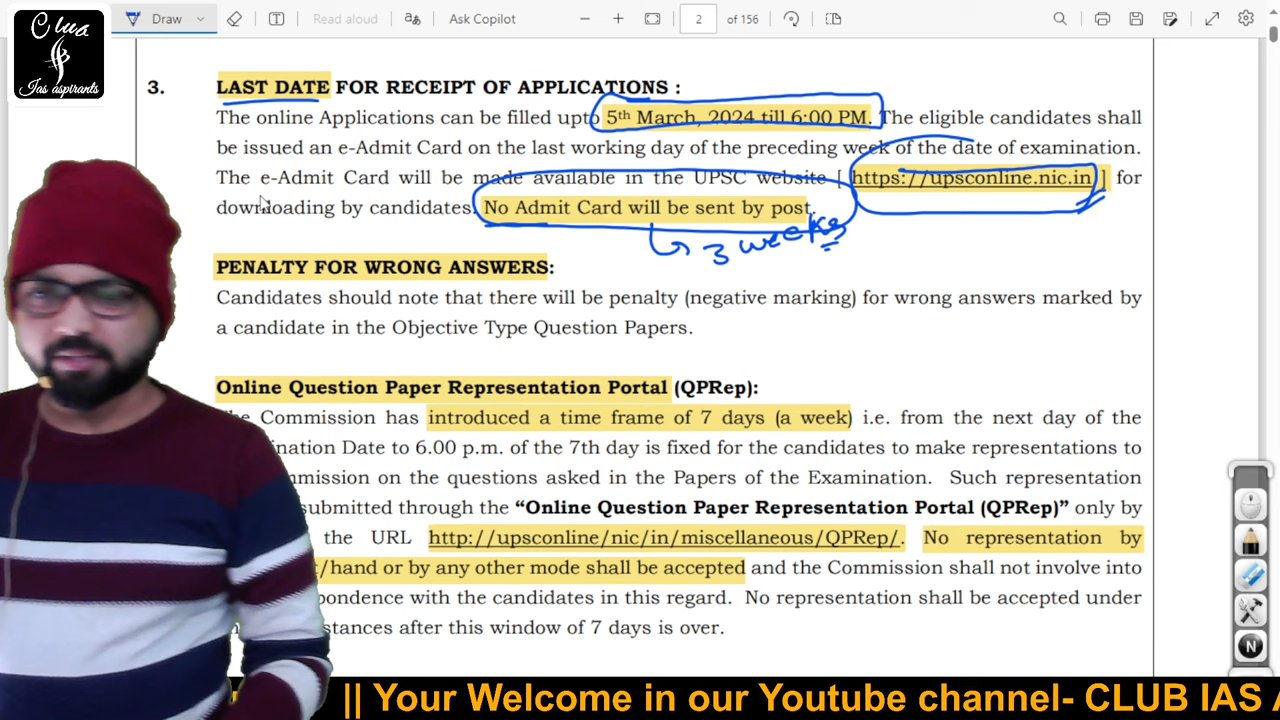 Draw
Read aloud
Ask Copilot
2 of 156
Club
Ias aspirants
3. LAST DATE FOR RECEIPT OF APPLICATIONS :
The online Applications can be filled upto 5th March, 2024 till 6:00 PM. The eligible candidates shall
be issued an e-Admit Card on the last working day of the preceding week of the date of examination.
The e-Admit Card will be made available in the UPSC website [ https://upsconline.nic.in ] for
downloading by candidates. No Admit Card will be sent by post.
3 weeks
PENALTY FOR WRONG ANSWERS:
Candidates should note that there will be penalty (negative marking) for wrong answers marked by
a candidate in the Objective Type Question Papers.
Online Question Paper Representation Portal (QPRep):
Commission has introduced a time frame of 7 days (a week) i.e. from the next day of the
ination Date to 6.00 p.m. of the 7th day is fixed for the candidates to make representations to
mmission on the questions asked in the Papers of the Examination. Such representation
submitted through the “Online Question Paper Representation Portal (QPRep)” only by
the URL http://upsconline/nic/in/miscellaneous/QPRep/. No representation by
/hand or by any other mode shall be accepted and the Commission shall not involve into
pondence with the candidates in this regard. No representation shall be accepted under
stances after this window of 7 days is over.
N
|| Your Welcome in our Youtube channel- CLUB IAS